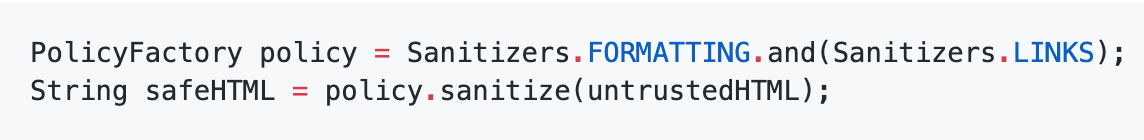 PolicyFactory policy = Sanitizers.FORMATTING.and(Sanitizers.LINKS);
String safeHTML = policy.sanitize(untrustedHTML);